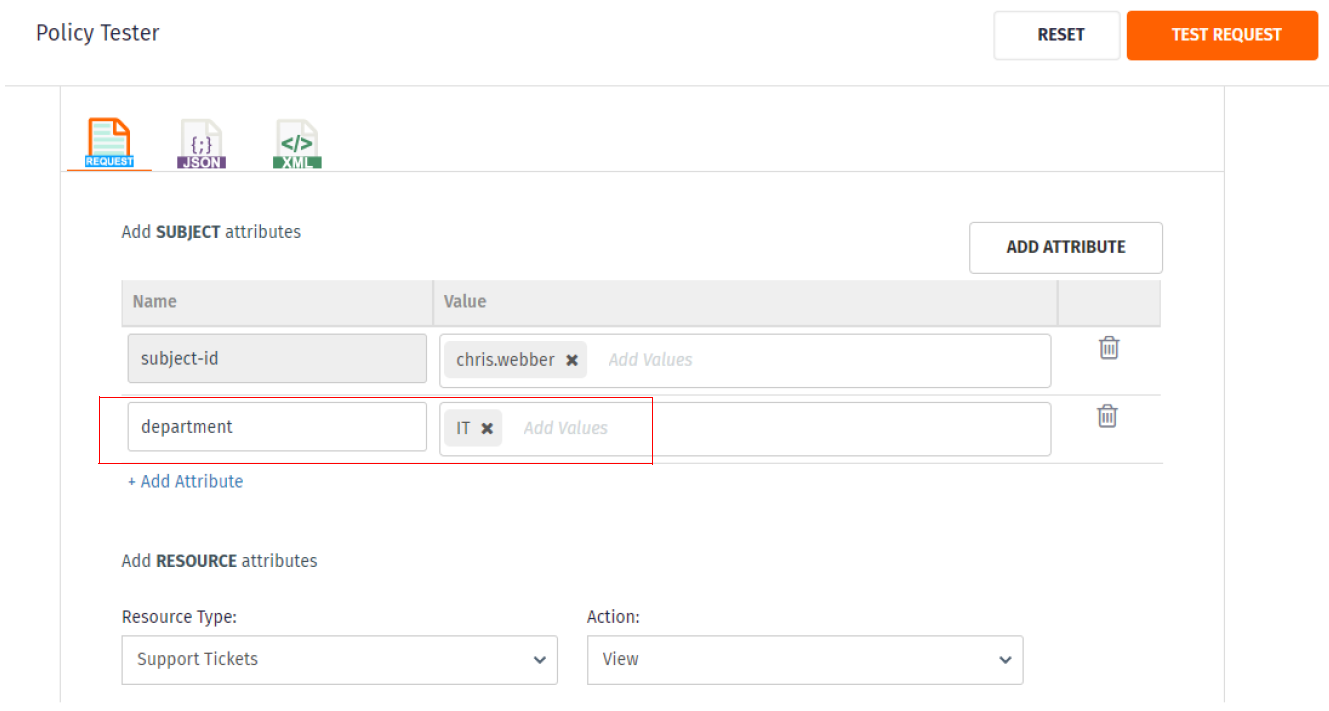 Policy Tester
RESET
TEST REQUEST
REQUEST
{;}
JSON
</>
XML
Add SUBJECT attributes
ADD ATTRIBUTE
Name Value
subject-id chris.webber ✖ Add Values
department IT ✖ Add Values
+ Add Attribute
Add RESOURCE attributes
Resource Type: Action:
Support Tickets View